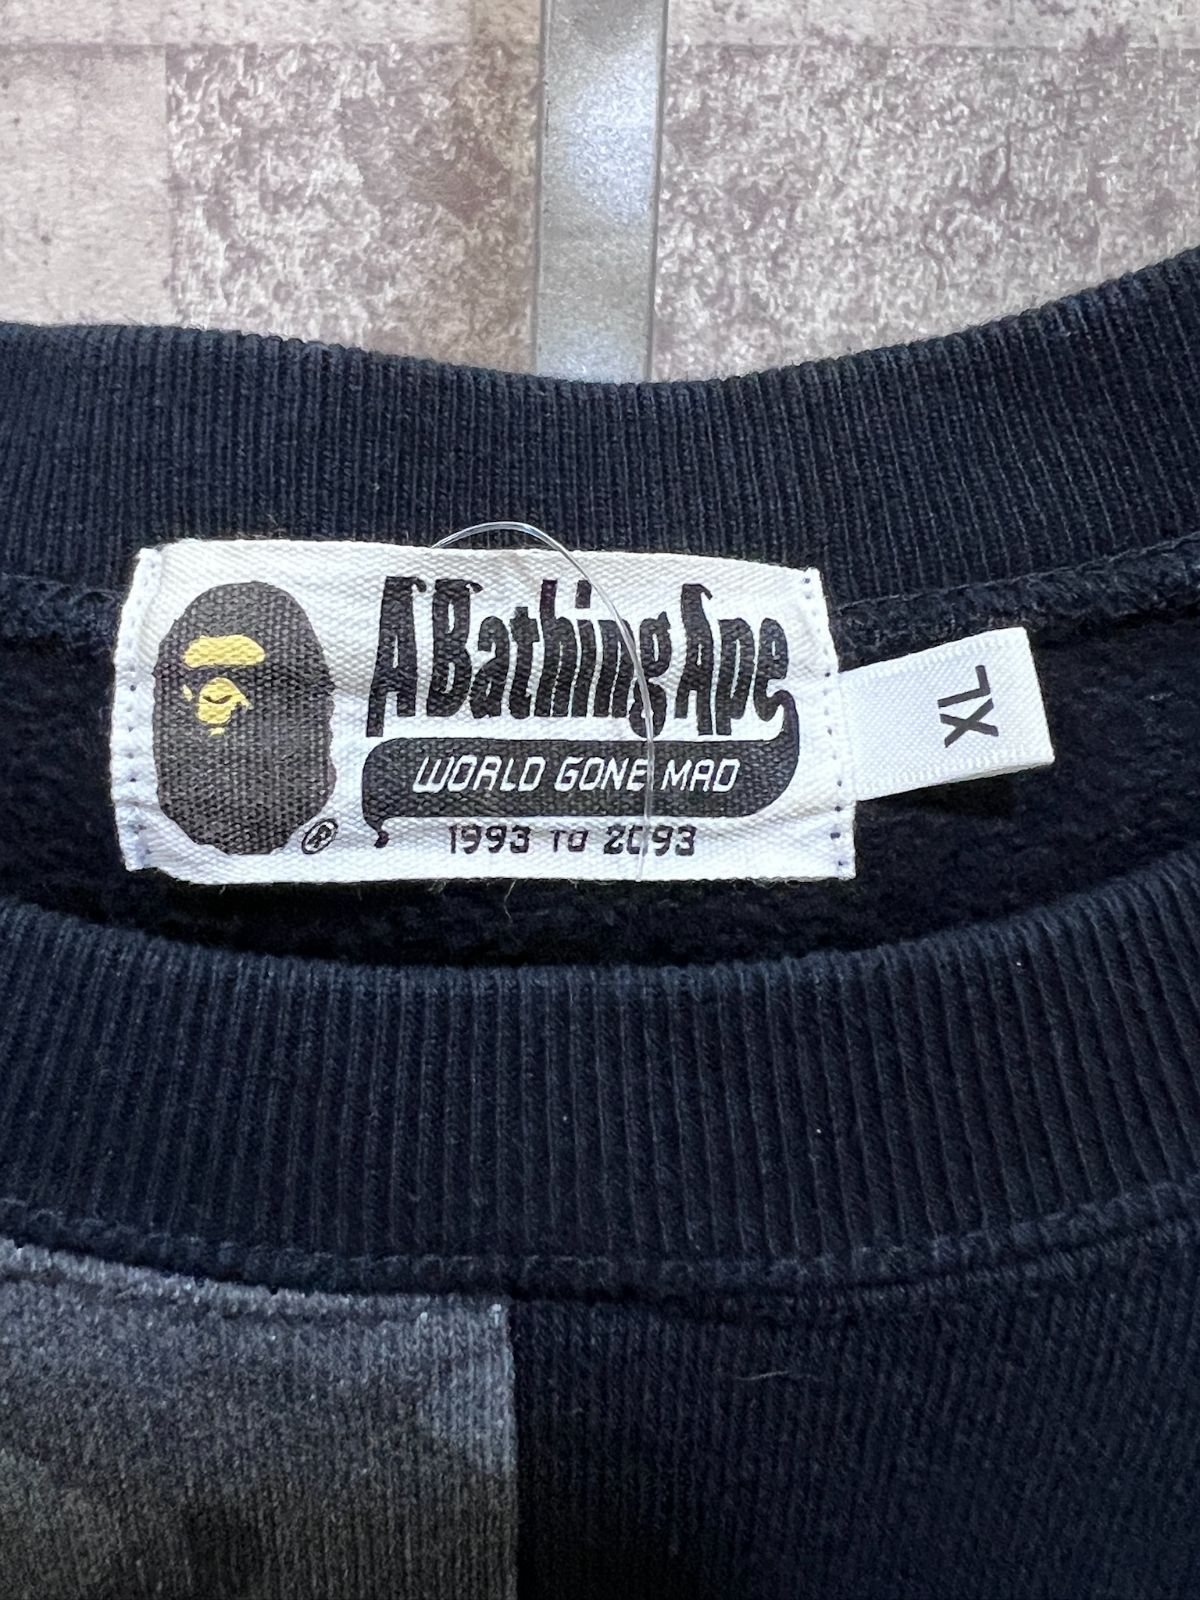 A Bathing Ape
WORLD GONE MAD
1993 TO 2093
®
XL